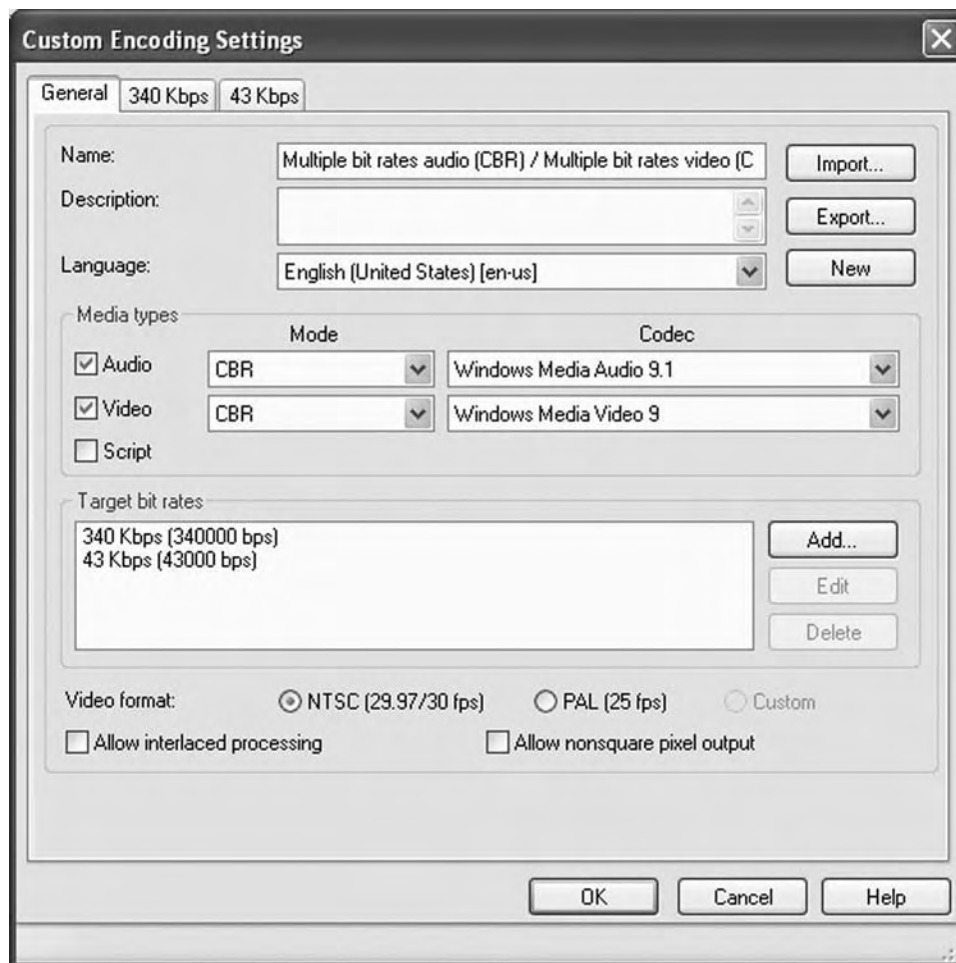 Custom Encoding Settings
General 340 Kbps 43 Kbps
Name: Multiple bit rates audio (CBR) / Multiple bit rates video (C Import...
Description: Export...
Language: English (United States) [en-us] New
Media types
Mode Codec
Audio CBR Windows Media Audio 9.1
Video CBR Windows Media Video 9
Script
Target bit rates
340 Kbps (340000 bps) Add...
43 Kbps (43000 bps)
Edit
Delete
Video format: NTSC (29.97/30 fps) PAL (25 fps) Custom
Allow interlaced processing Allow nonsquare pixel output
OK Cancel Help